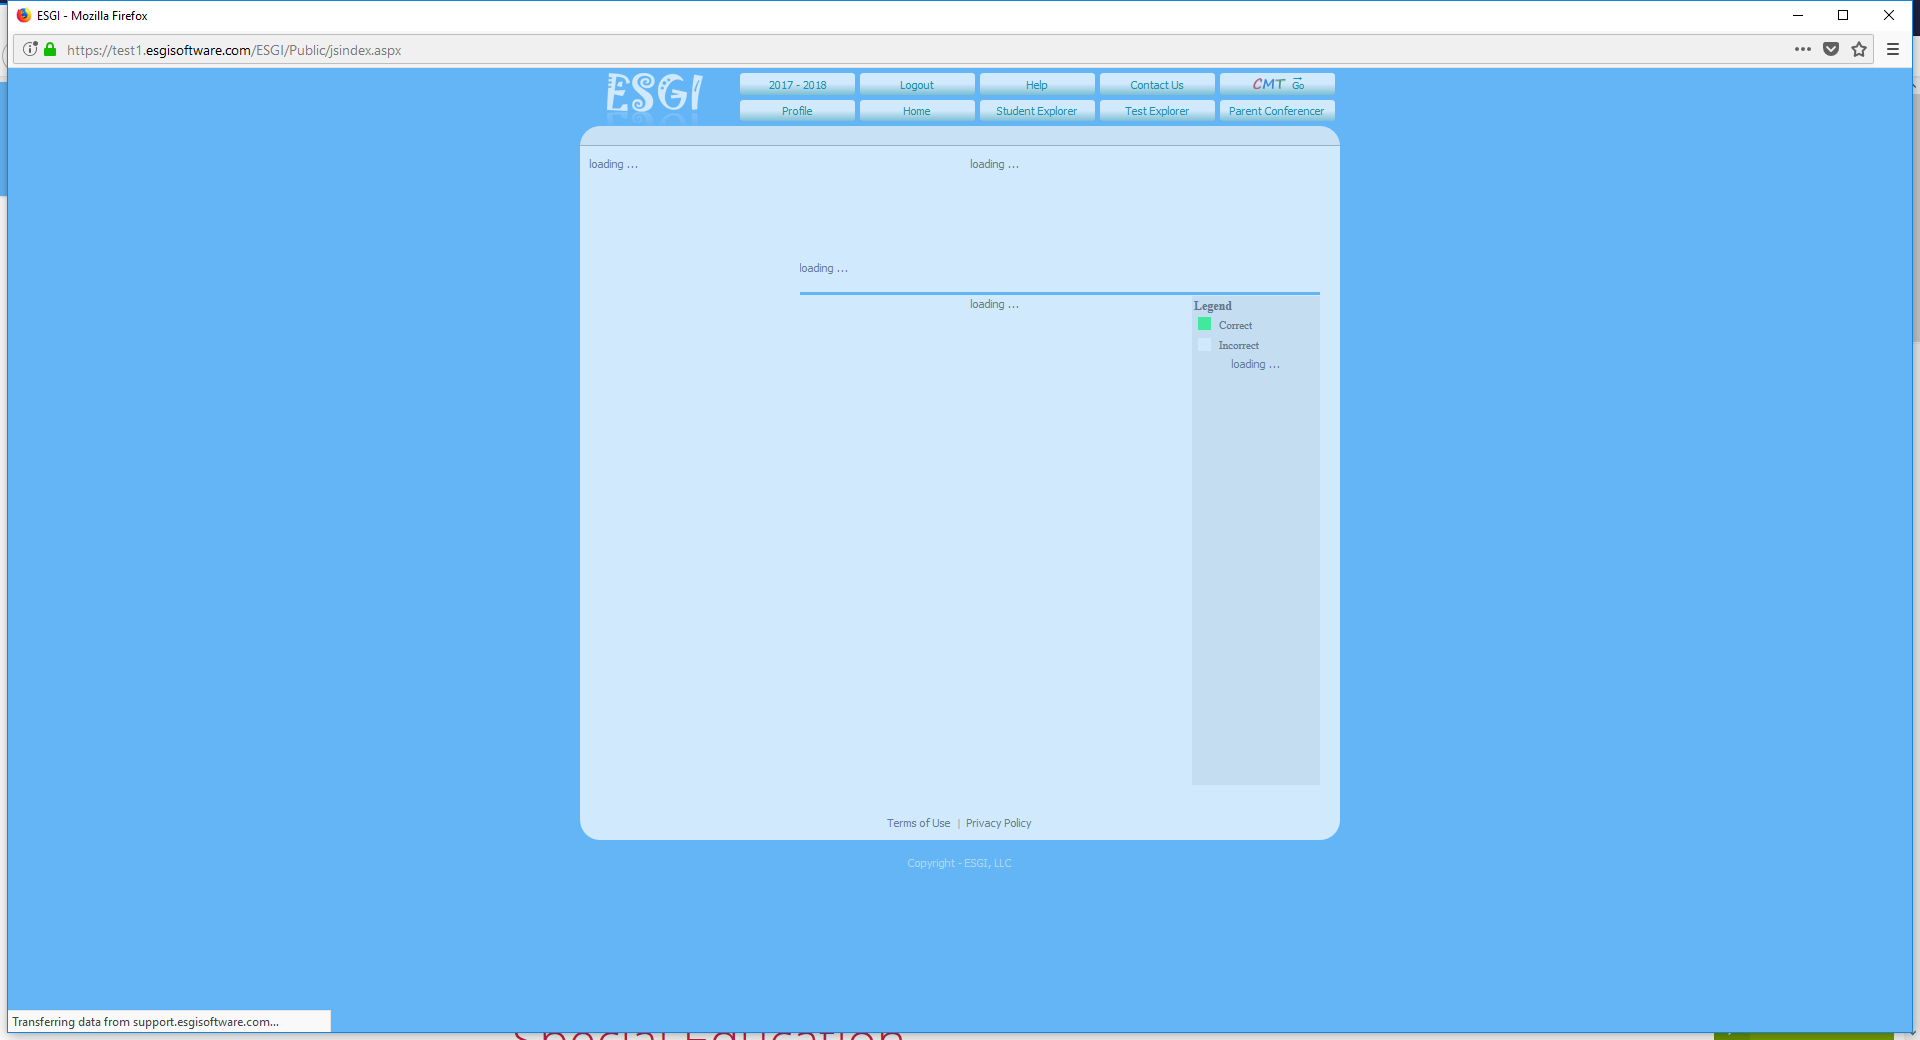 ESGI - Mozilla Firefox
https://test1.esgisoftware.com/ESGI/Public/jsindex.aspx
ESGI
2017 - 2018 Logout Help Contact Us CMT Go
Profile Home Student Explorer Test Explorer Parent Conferencer
loading ... loading ...
loading ...
loading ... Legend
Correct
Incorrect
loading ...
Terms of Use | Privacy Policy
Copyright - ESGI, LLC
Transferring data from support.esgisoftware.com...
Special Education